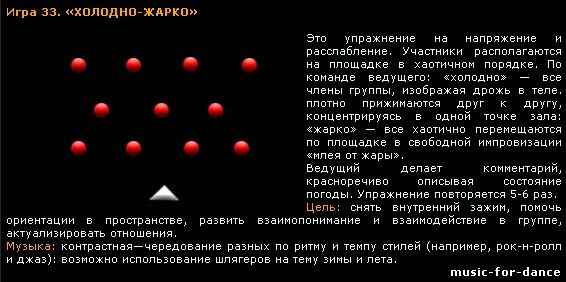 Игра 33. «ХОЛОДНО-ЖАРКО»
Это упражнение на напряжение и
расслабление. Участники располагаются
на площадке в хаотичном порядке. По
команде ведущего: «холодно» — все
члены группы, изображая дрожь в теле.
плотно прижимаются друг к другу,
концентрируясь в одной точке зала:
«жарко» — все хаотично перемещаются
по площадке в свободной импровизации
«млея от жары».
Ведущий делает комментарий,
красноречиво описывая состояние
погоды. Упражнение повторяется 5-6 раз.
Цель: снять внутренний зажим, помочь
ориентации в пространстве, развить взаимопонимание и взаимодействие в группе,
актуализировать отношения.
Музыка: контрастная—чередование разных по ритму и темпу стилей (например, рок-н-ролл
и джаз): возможно использование шлягеров на тему зимы и лета.
music-for-dance